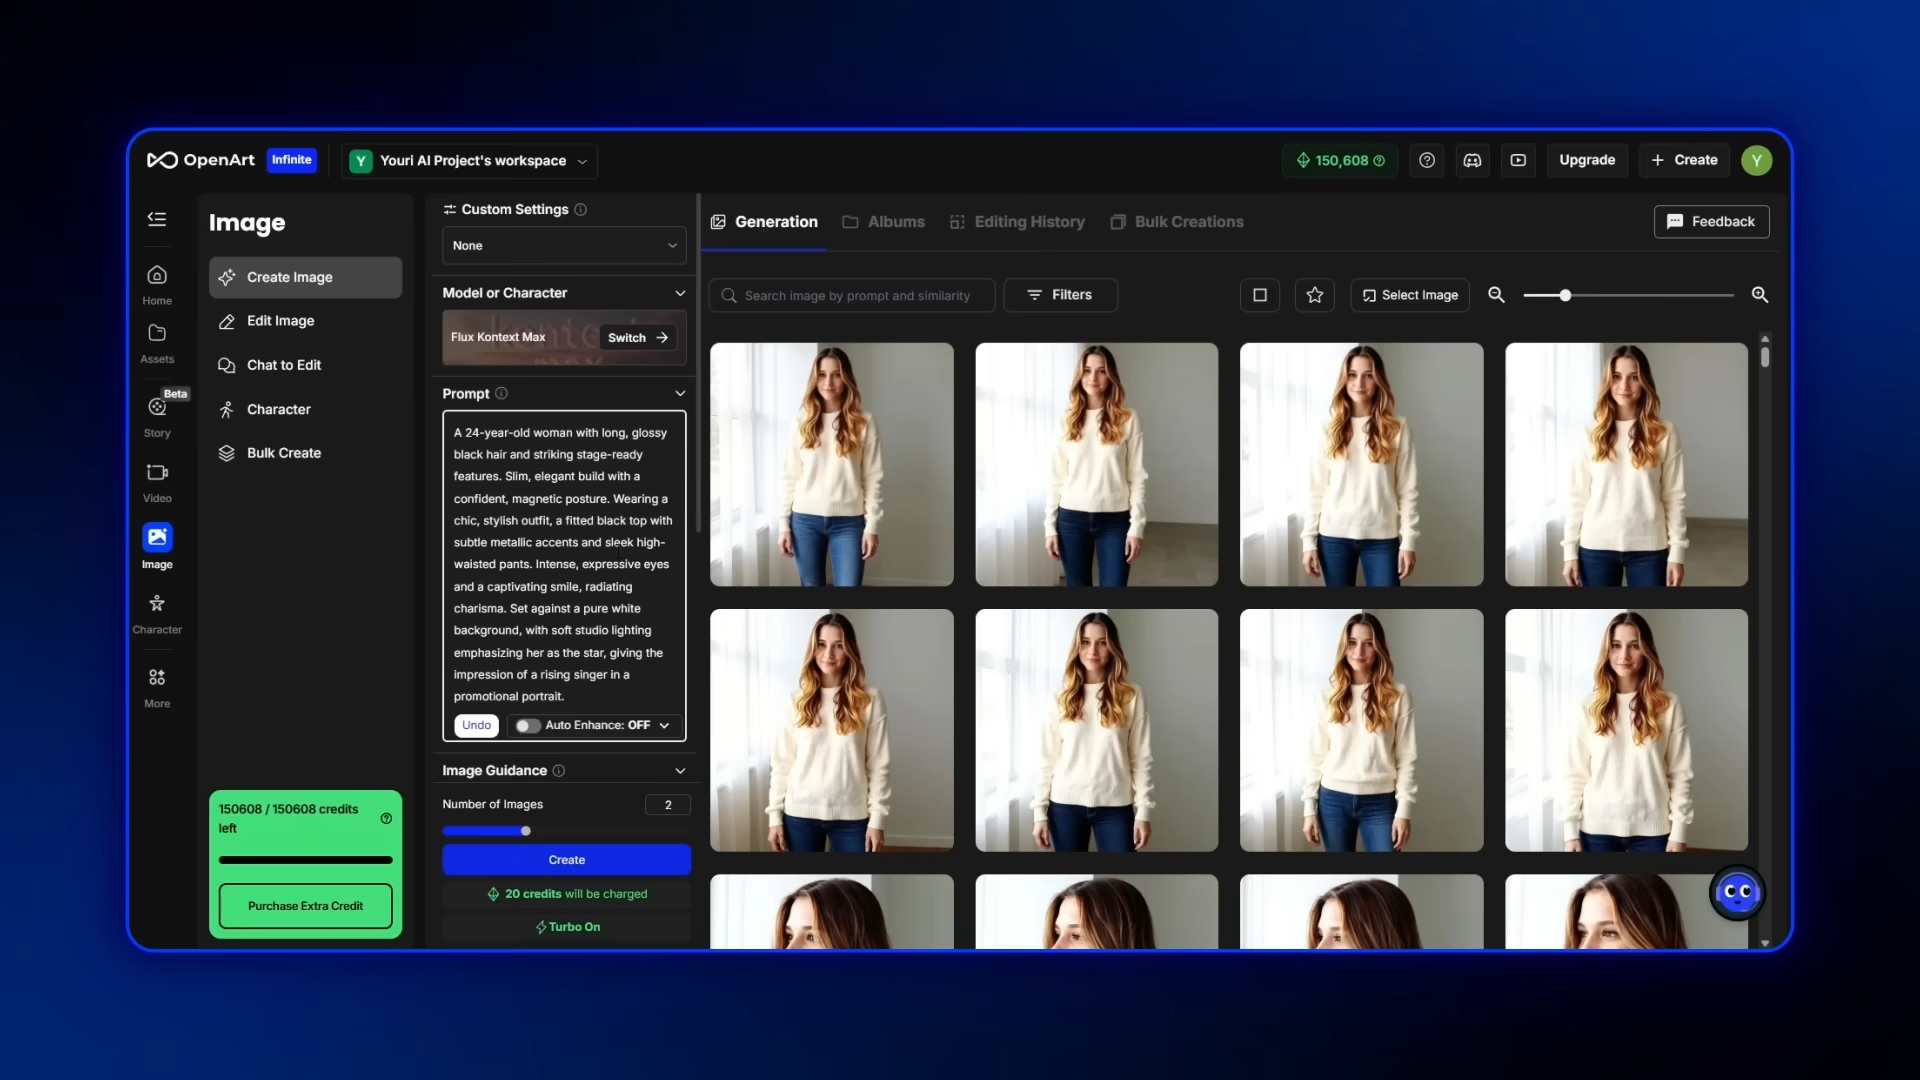 OpenArt Infinite
Y Youri AI Project's workspace
150,608
Upgrade
+ Create
Y
Home
Assets
Beta
Story
Video
Image
Character
More
Image
Create Image
Edit Image
Chat to Edit
Character
Bulk Create
150608 / 150608 credits
left
Purchase Extra Credit
Custom Settings
None
Model or Character
Flux Kontext Max
Switch
Prompt
A 24-year-old woman with long, glossy
black hair and striking stage-ready
features. Slim, elegant build with a
confident, magnetic posture. Wearing a
chic, stylish outfit, a fitted black top with
subtle metallic accents and sleek high-
waisted pants. Intense, expressive eyes
and a captivating smile, radiating
charisma. Set against a pure white
background, with soft studio lighting
emphasizing her as the star, giving the
impression of a rising singer in a
promotional portrait.
Undo
Auto Enhance: OFF
Image Guidance
Number of Images
2
Create
20 credits will be charged
Turbo On
Generation
Albums
Editing History
Bulk Creations
Feedback
Search image by prompt and similarity
Filters
Select Image